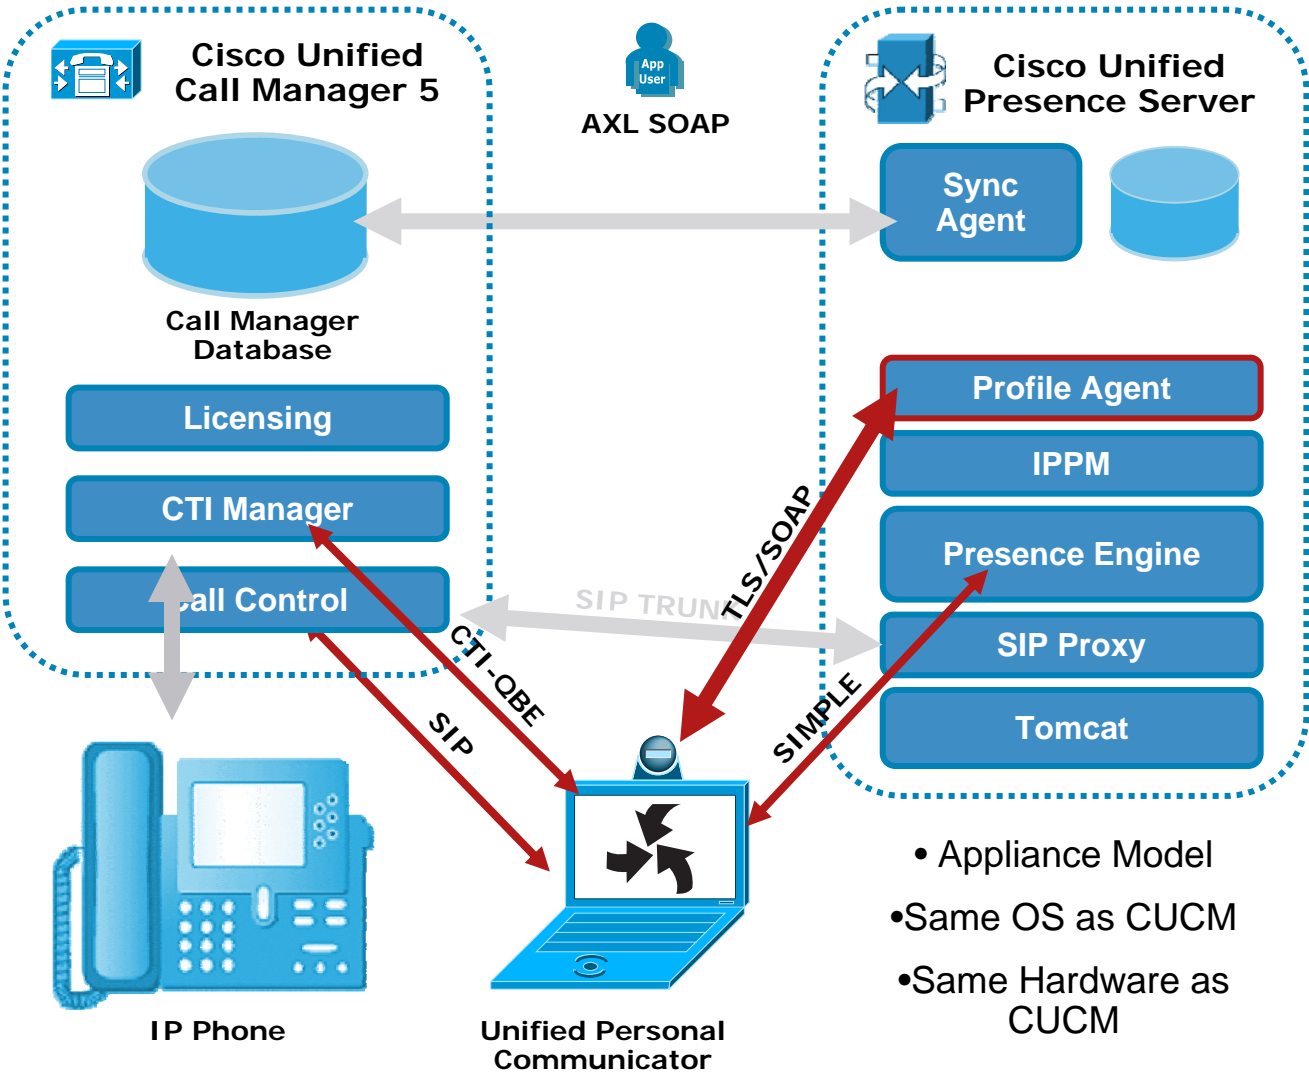 Cisco Unified
Call Manager 5
App
User
AXL SOAP
Cisco Unified
Presence Server
Sync
Agent
Call Manager
Database
Licensing
CTI Manager
Call Control
Profile Agent
IPPM
Presence Engine
SIP Proxy
Tomcat
SIP TRUNK
TLS/SOAP
CTI-QBE
SIP
SIMPLE
IP Phone
Unified Personal
Communicator
• Appliance Model
•Same OS as CUCM
•Same Hardware as
CUCM